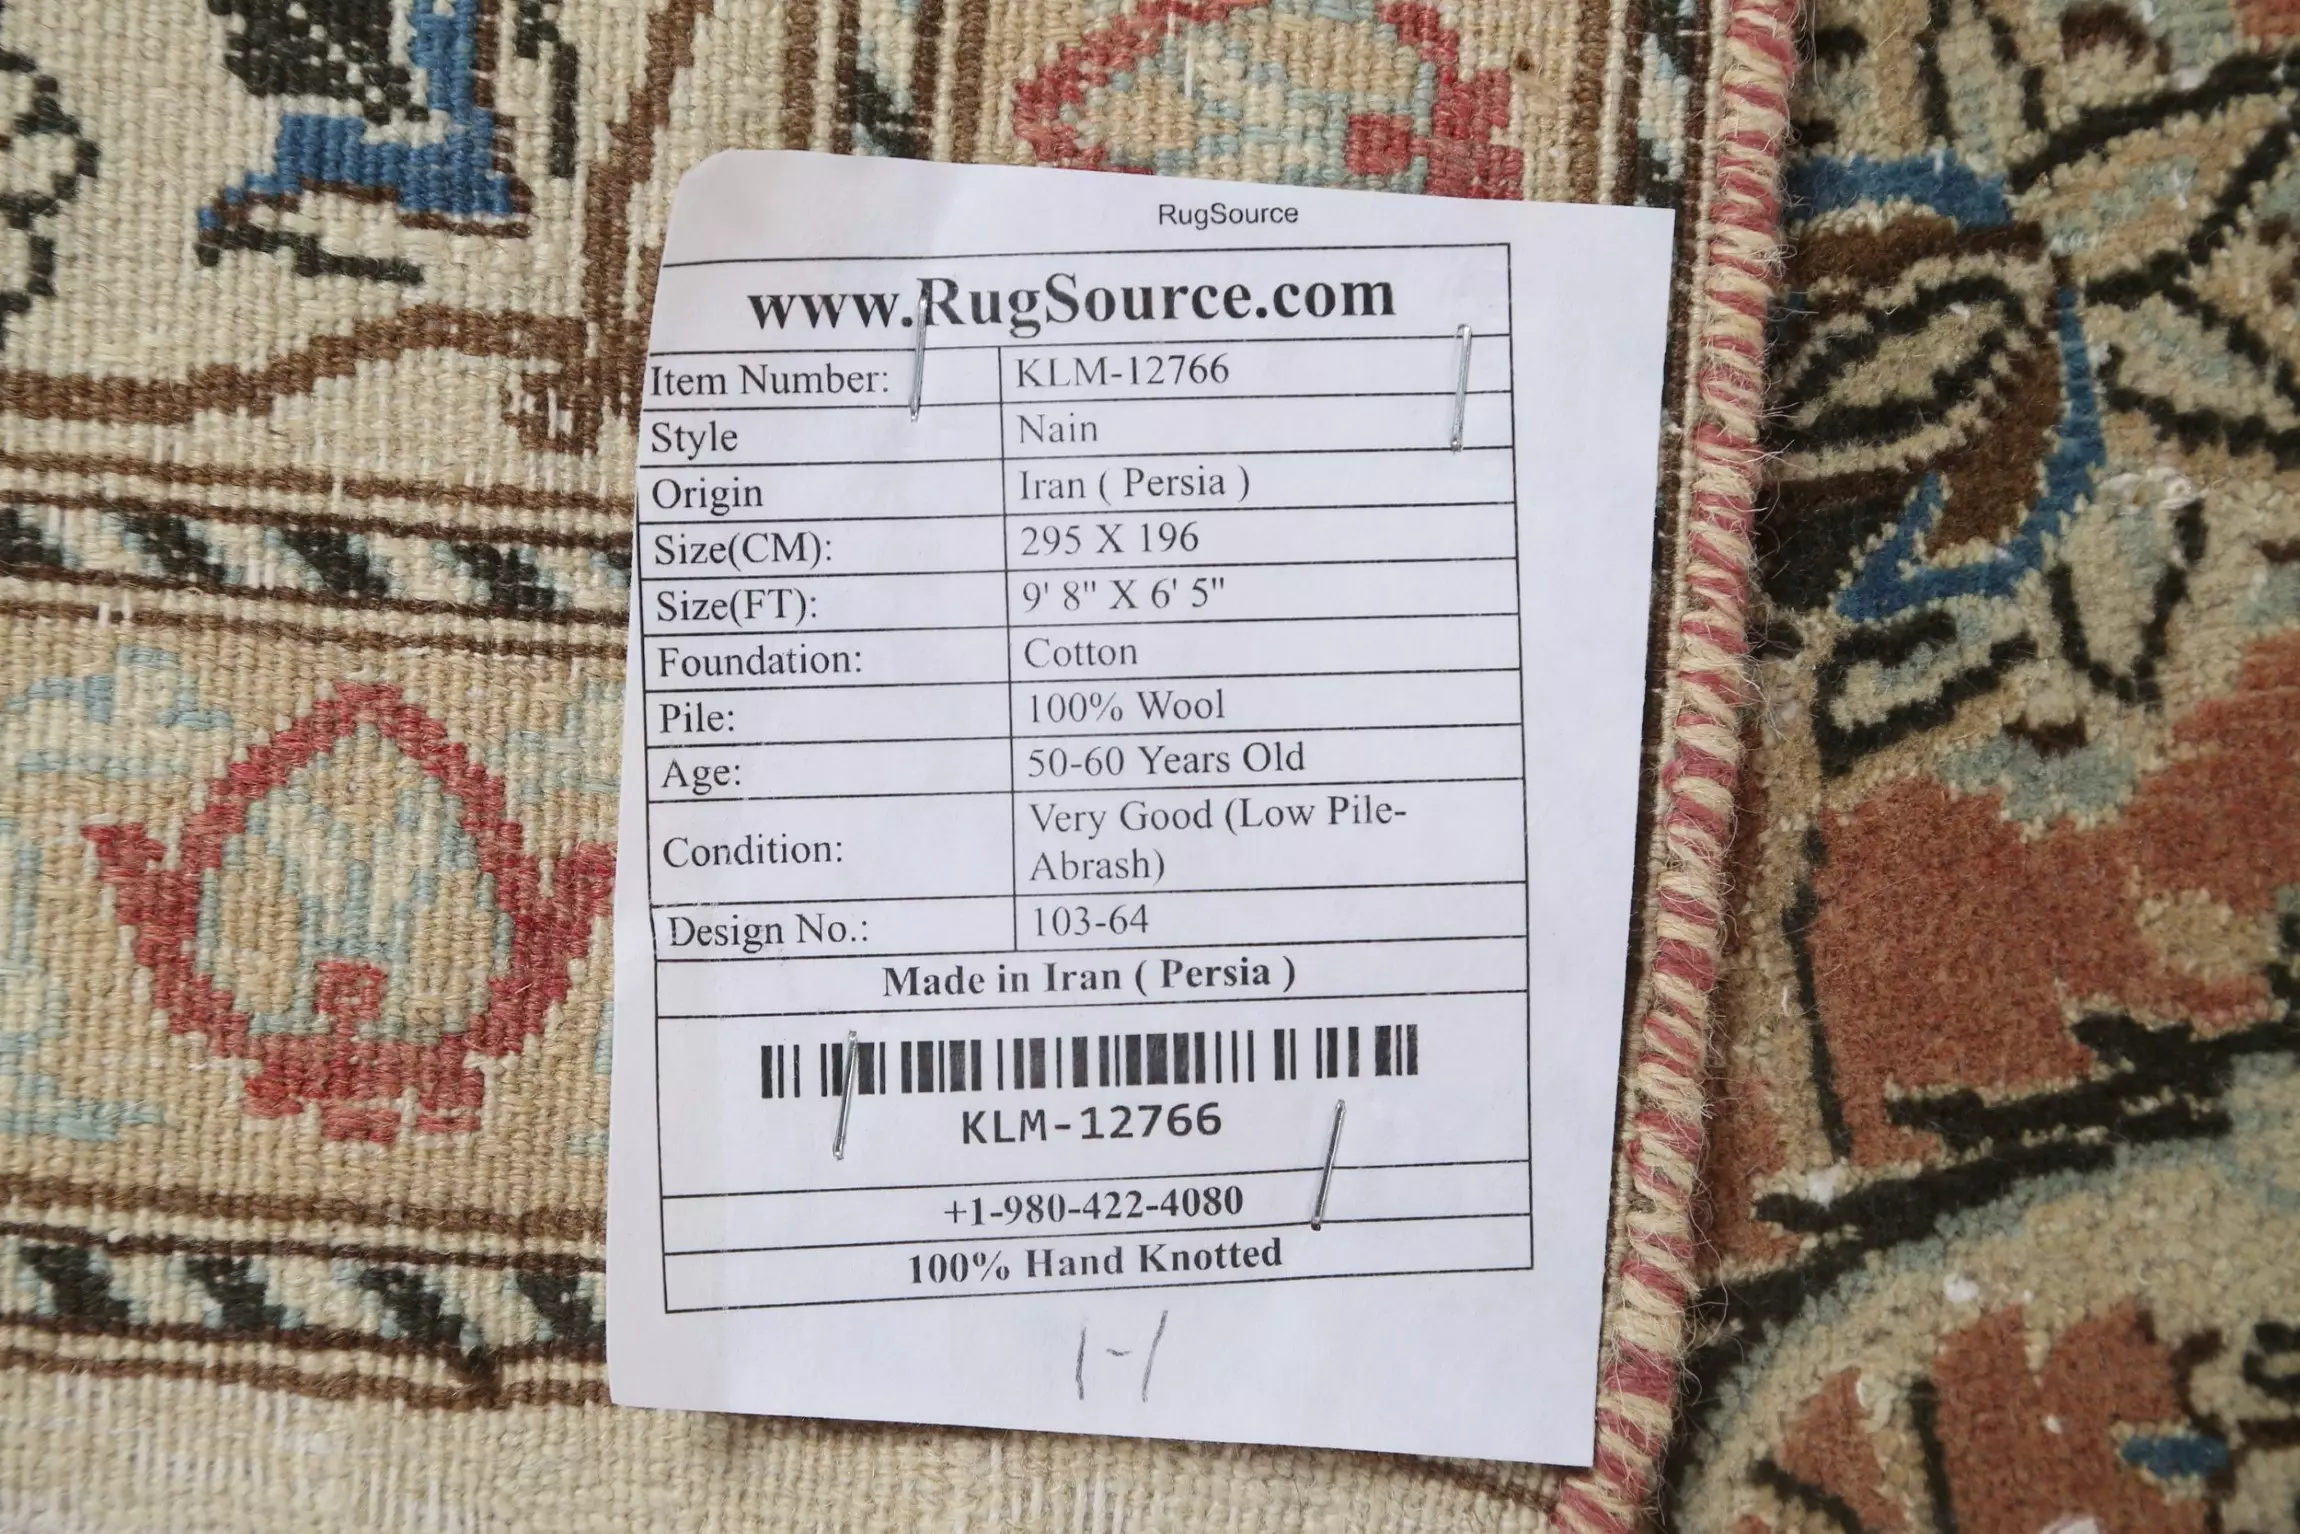 RugSource
www.RugSource.com
Item Number: KLM-12766
Style Nain
Origin Iran ( Persia )
Size(CM): 295 X 196
Size(FT): 9' 8" X 6' 5"
Foundation: Cotton
Pile: 100% Wool
Age: 50-60 Years Old
Condition: Very Good (Low Pile-
Abrash)
Design No.: 103-64
Made in Iran ( Persia )
KLM-12766
+1-980-422-4080
100% Hand Knotted
1-1